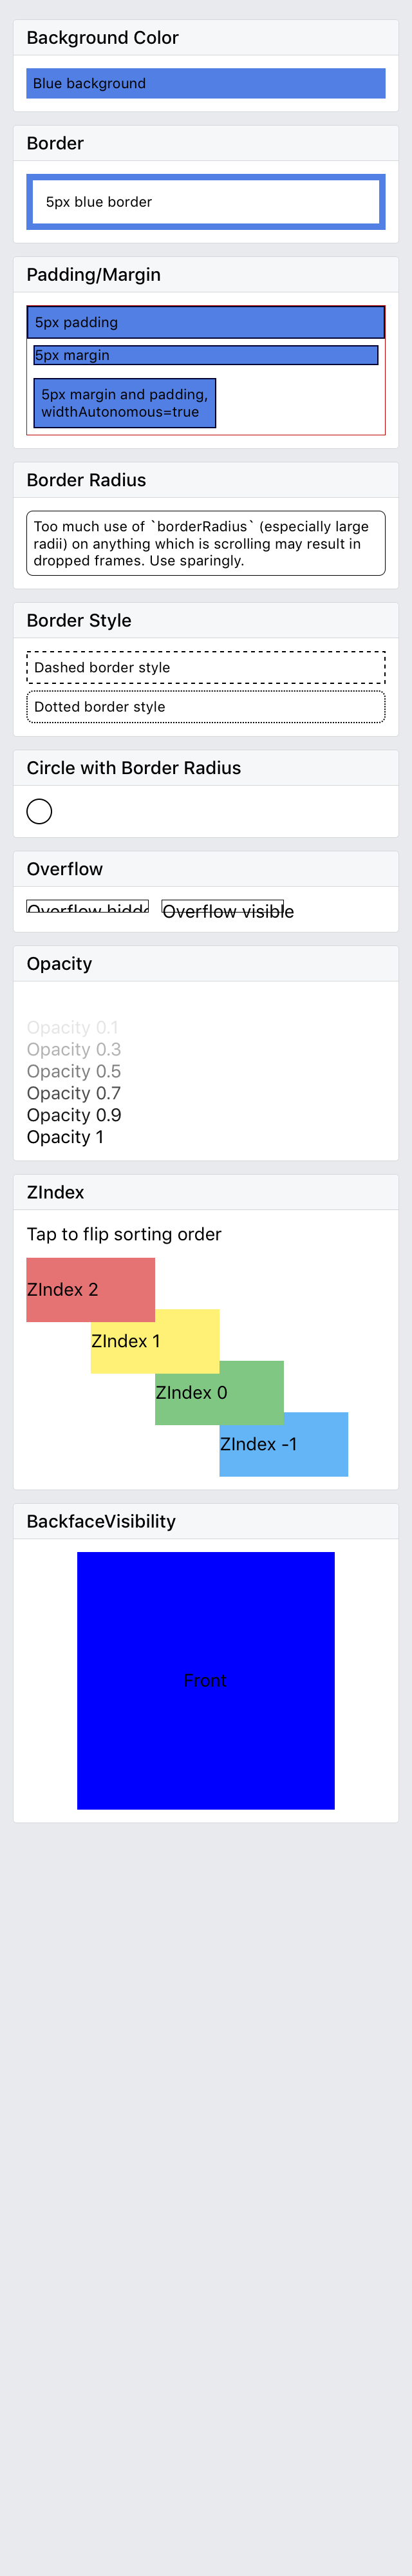 Background Color
Blue background
Border
5px blue border
Padding/Margin
5px padding
5px margin
5px margin and padding,
widthAutonomous=true
Border Radius
Too much use of `borderRadius` (especially large
radii) on anything which is scrolling may result in
dropped frames. Use sparingly.
Border Style
Dashed border style
Dotted border style
Circle with Border Radius
Overflow
Overflow hidde Overflow visible
Opacity
Opacity 0.1
Opacity 0.3
Opacity 0.5
Opacity 0.7
Opacity 0.9
Opacity 1
ZIndex
Tap to flip sorting order
ZIndex 2
ZIndex 1
ZIndex 0
ZIndex -1
BackfaceVisibility
Front